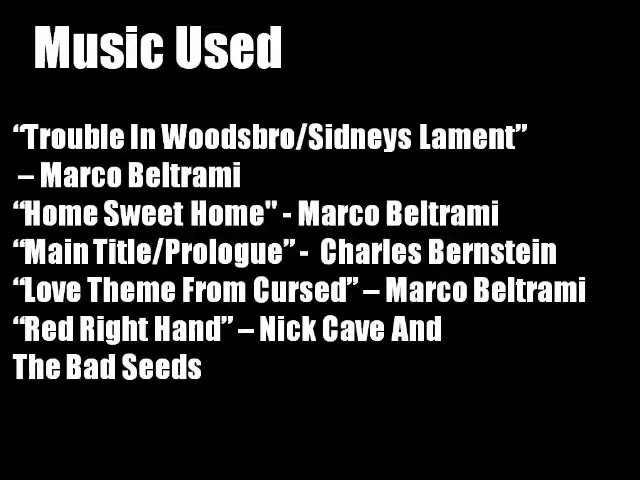 Music Used
“Trouble In Woodsbro/Sidneys Lament”
– Marco Beltrami
“Home Sweet Home" - Marco Beltrami
“Main Title/Prologue” - Charles Bernstein
“Love Theme From Cursed” – Marco Beltrami
“Red Right Hand” – Nick Cave And
The Bad Seeds